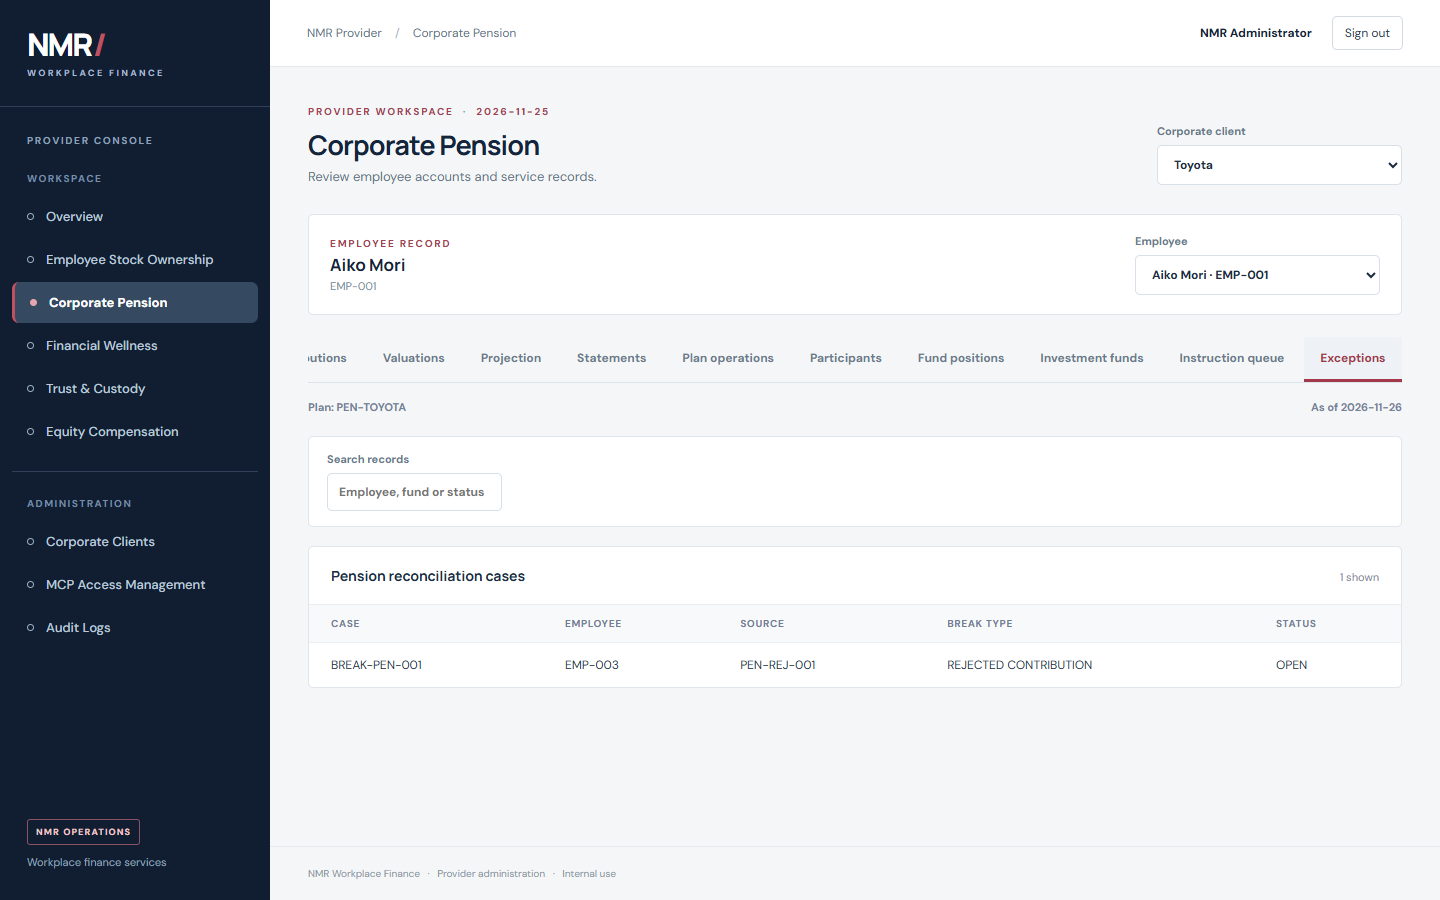 NMR/
WORKPLACE FINANCE
PROVIDER CONSOLE
WORKSPACE
Overview
Employee Stock Ownership
Corporate Pension
Financial Wellness
Trust & Custody
Equity Compensation
ADMINISTRATION
Corporate Clients
MCP Access Management
Audit Logs
NMR OPERATIONS
Workplace finance services
NMR Provider / Corporate Pension
NMR Administrator
Sign out
PROVIDER WORKSPACE · 2026-11-25
Corporate Pension
Review employee accounts and service records.
Corporate client
Toyota
EMPLOYEE RECORD
Aiko Mori
EMP-001
Employee
Aiko Mori · EMP-001
utions Valuations Projection Statements Plan operations Participants Fund positions Investment funds Instruction queue Exceptions
Plan: PEN-TOYOTA
As of 2026-11-26
Search records
Employee, fund or status
Pension reconciliation cases
1 shown
CASE EMPLOYEE SOURCE BREAK TYPE STATUS
BREAK-PEN-001 EMP-003 PEN-REJ-001 REJECTED CONTRIBUTION OPEN
NMR Workplace Finance · Provider administration · Internal use